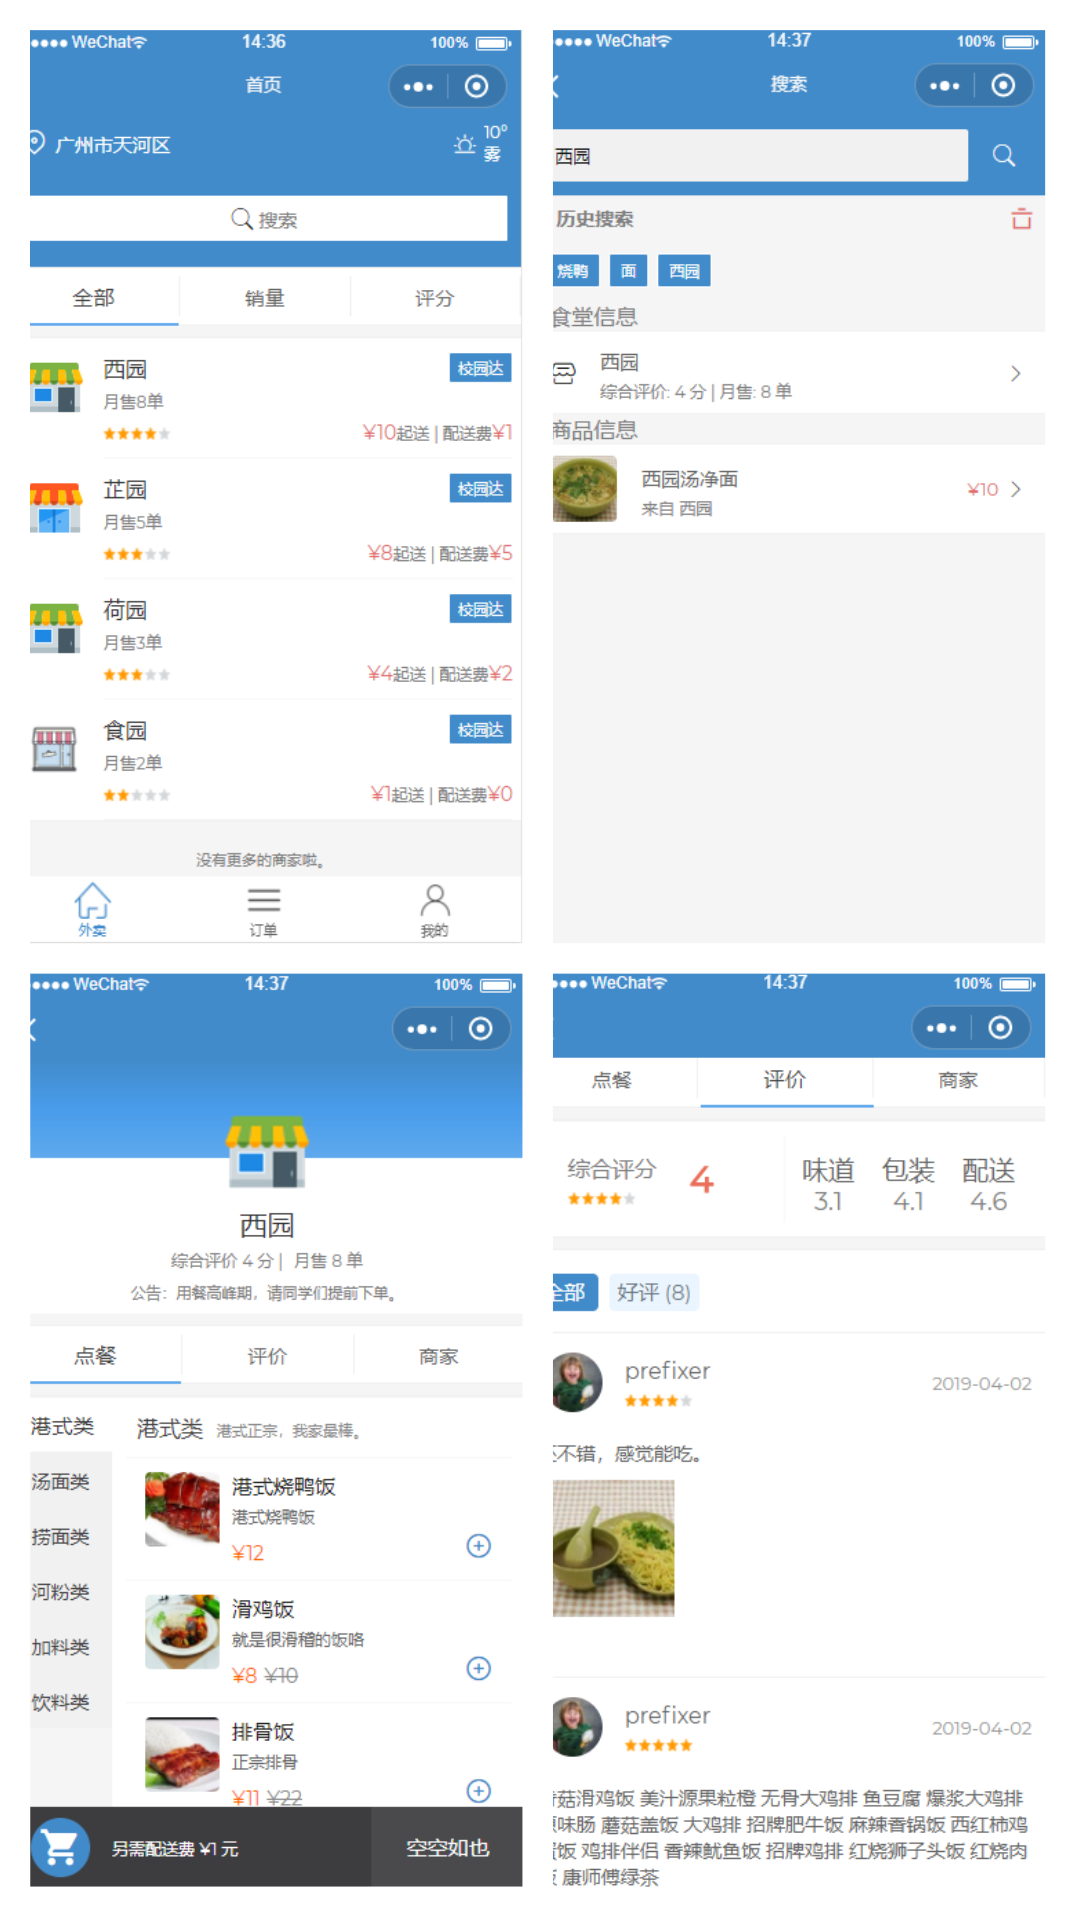 WeChat 14:36 100%
首页
广州市天河区
10°
雾
搜索
全部 销量 评分
西园 校园达
月售8单
¥10起送 | 配送费¥1
芷园 校园达
月售5单
¥8起送 | 配送费¥5
荷园 校园达
月售3单
¥4起送 | 配送费¥2
食园 校园达
月售2单
¥1起送 | 配送费¥0
没有更多的商家啦。
外卖 订单 我的
WeChat 14:37 100%
搜索
西园
历史搜索
烧鸭 面 西园
食堂信息
西园
综合评价: 4 分 | 月售: 8 单
商品信息
西园汤净面
来自 西园
¥10
WeChat 14:37 100%
西园
综合评价 4 分 | 月售 8 单
公告：用餐高峰期，请同学们提前下单。
点餐 评价 商家
港式类
汤面类
捞面类
河粉类
加料类
饮料类
港式类 港式正宗，我家最棒。
港式烧鸭饭
港式烧鸭饭
¥12
滑鸡饭
就是很滑稽的饭咯
¥8 ¥10
排骨饭
正宗排骨
¥11 ¥22
另需配送费 ¥1 元 空空如也
WeChat 14:37 100%
点餐 评价 商家
综合评分 4
味道 包装 配送
3.1 4.1 4.6
全部 好评 (8)
prefixer
2019-04-02
不错，感觉能吃。
prefixer
2019-04-02
菇滑鸡饭 美汁源果粒橙 无骨大鸡排 鱼豆腐 爆浆大鸡排
味肠 蘑菇盖饭 大鸡排 招牌肥牛饭 麻辣香锅饭 西红柿鸡
饭 鸡排伴侣 香辣鱿鱼饭 招牌鸡排 红烧狮子头饭 红烧肉
康师傅绿茶